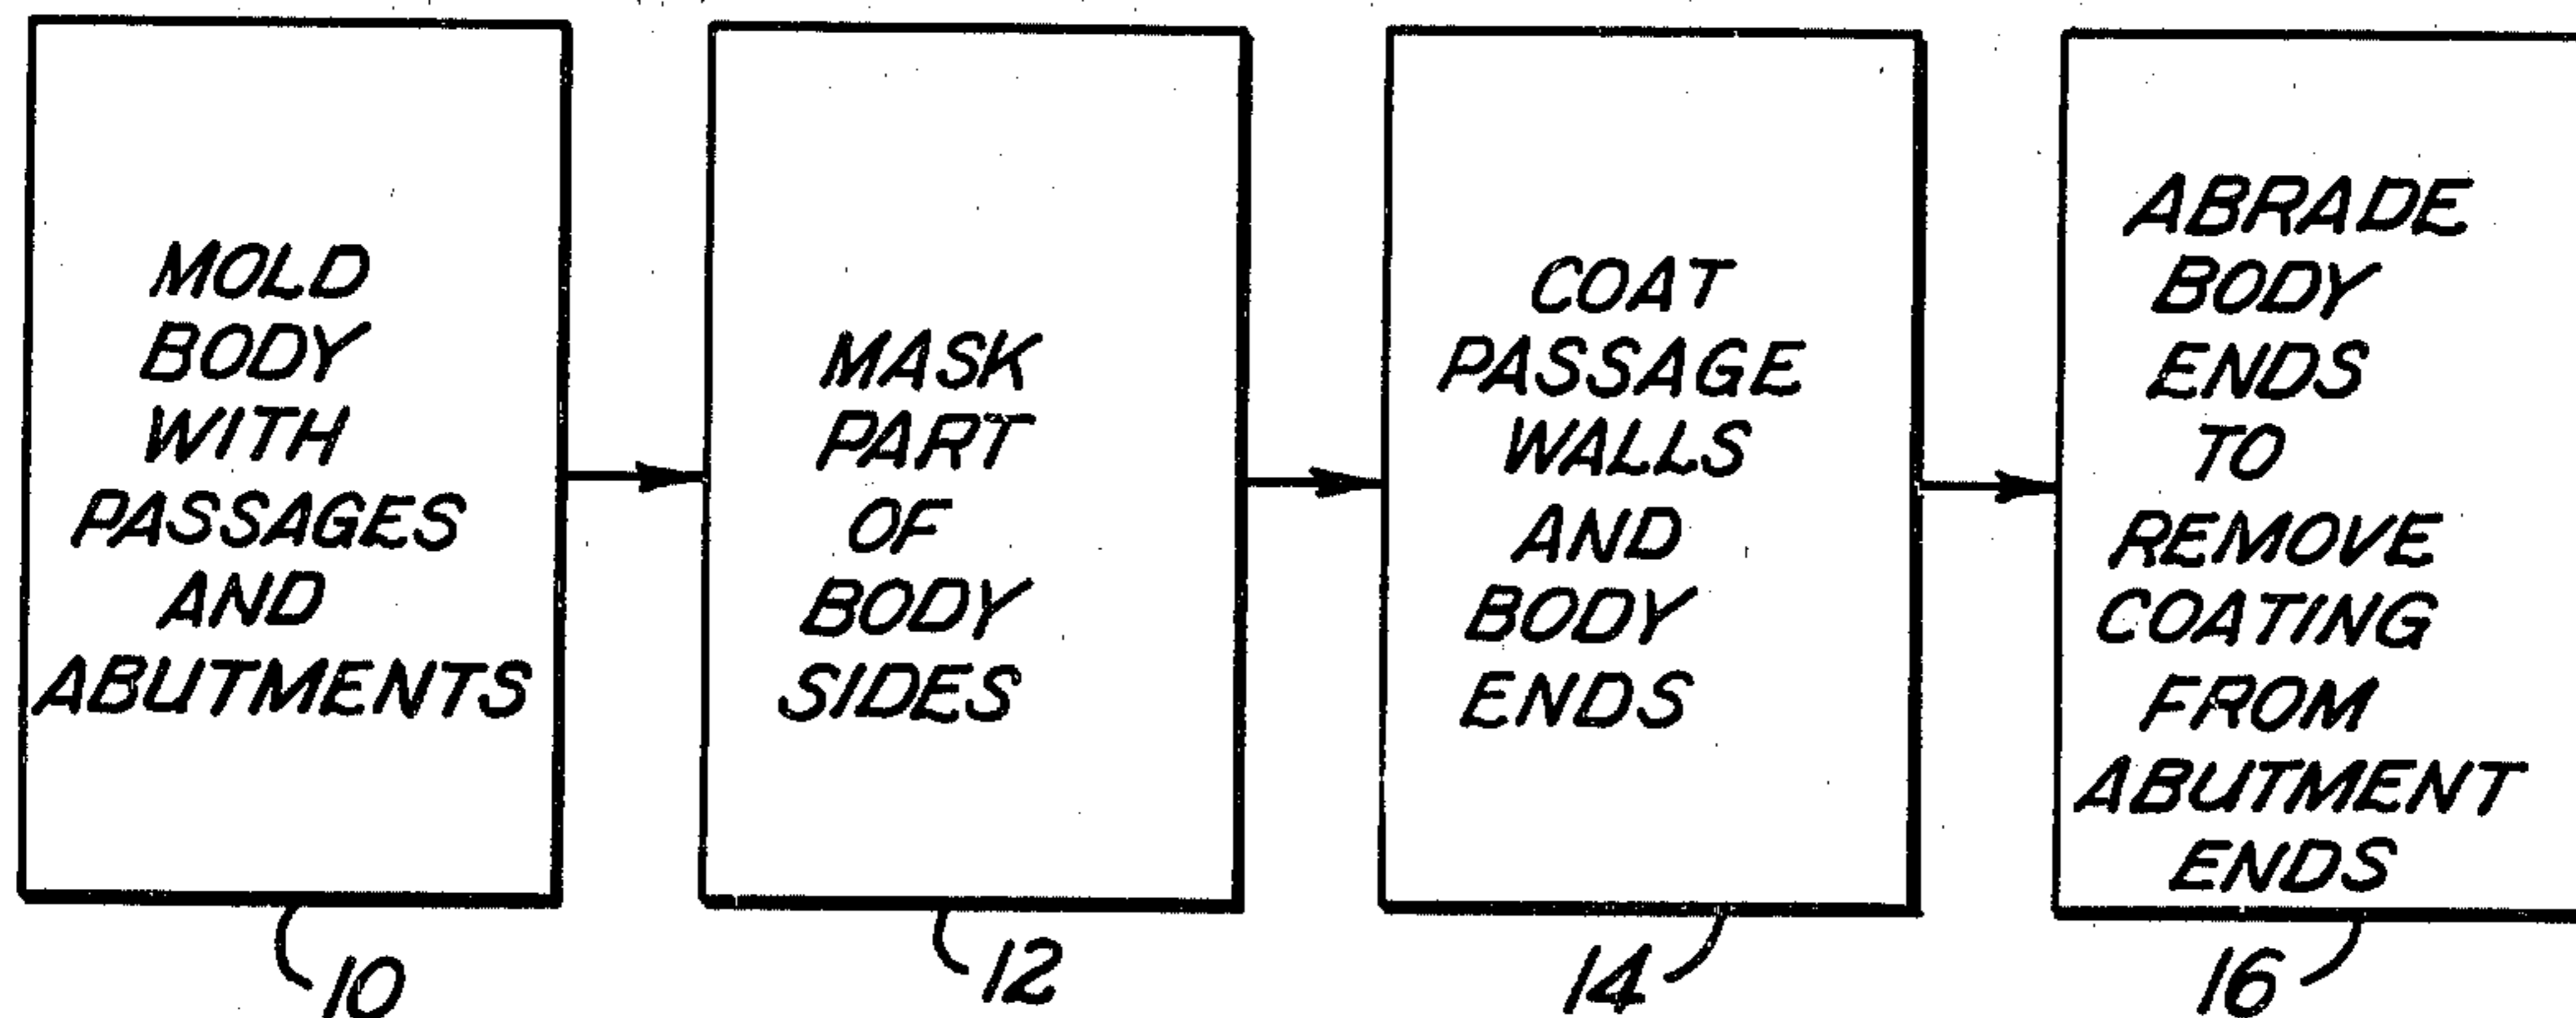 MOLD
BODY
WITH
PASSAGES
AND
ABUTMENTS
10
MASK
PART
OF
BODY
SIDES
12
COAT
PASSAGE
WALLS
AND
BODY
ENDS
14
ABRADE
BODY
ENDS
TO
REMOVE
COATING
FROM
ABUTMENT
ENDS
16